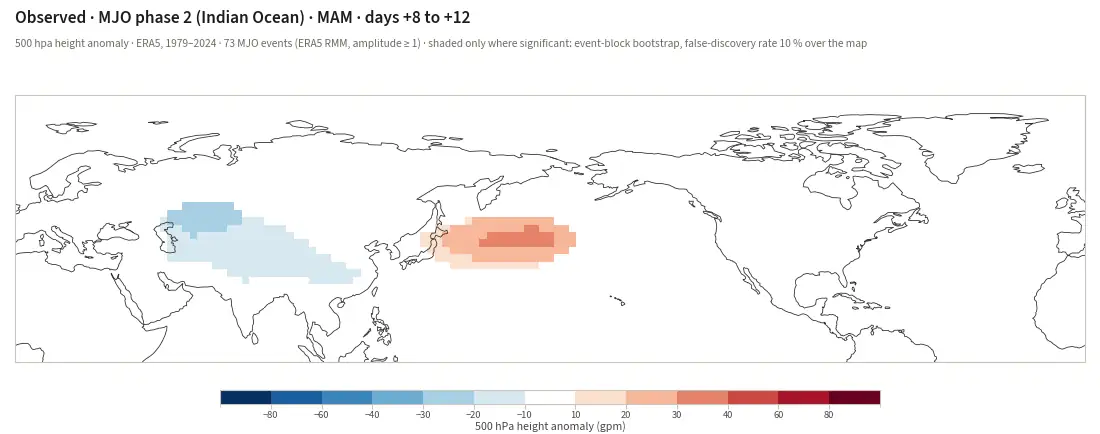 Observed · MJO phase 2 (Indian Ocean) · MAM · days +8 to +12
500 hpa height anomaly · ERA5, 1979–2024 · 73 MJO events (ERA5 RMM, amplitude ≥ 1) · shaded only where significant: event-block bootstrap, false-discovery rate 10 % over the map
−80 −60 −40 −30 −20 −10 10 20 30 40 60 80
500 hPa height anomaly (gpm)